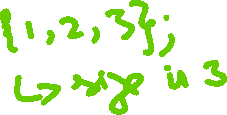 {1,2,3};
↳ size is 3